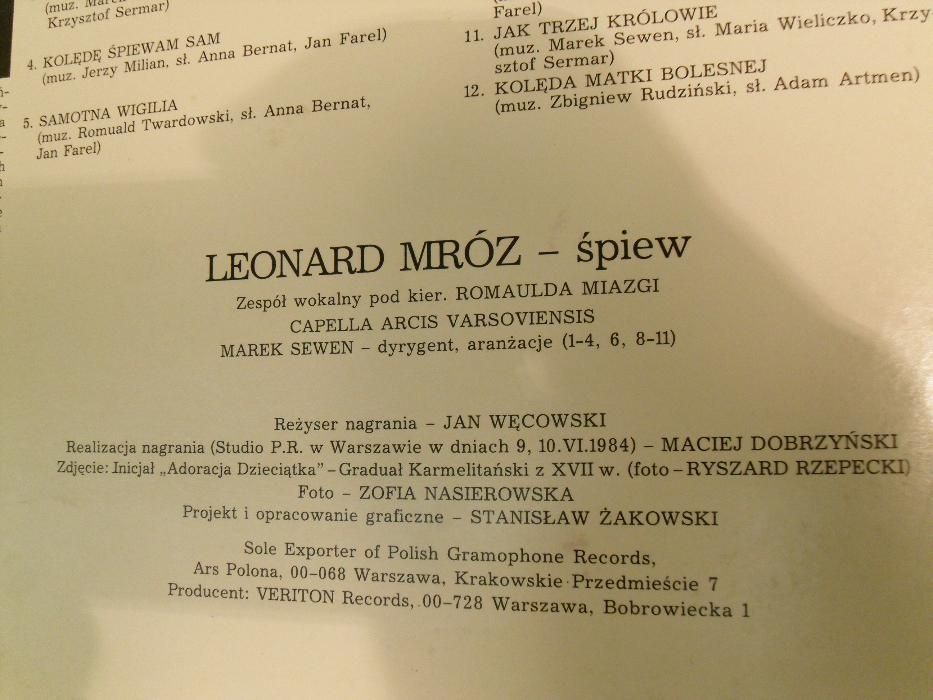 (muz. Marek
Krzysztof Sermar)
4. KOLĘDĘ ŚPIEWAM SAM
(muz. Jerzy Milian, sł. Anna Bernat, Jan Farel)
5. SAMOTNA WIGILIA
(muz. Romuald Twardowski, sł. Anna Bernat,
Jan Farel)
Farel)
11. JAK TRZEJ KRÓLOWIE
(muz. Marek Sewen, sł. Maria Wieliczko, Krzy-
sztof Sermar)
12. KOLĘDA MATKI BOLESNEJ
(muz. Zbigniew Rudziński, sł. Adam Artmen)
LEONARD MRÓZ – śpiew
Zespół wokalny pod kier. ROMAULDA MIAZGI
CAPELLA ARCIS VARSOVIENSIS
MAREK SEWEN – dyrygent, aranżacje (1–4, 6, 8–11)
Reżyser nagrania – JAN WĘCOWSKI
Realizacja nagrania (Studio P.R. w Warszawie w dniach 9, 10.VI.1984) – MACIEJ DOBRZYŃSKI
Zdjęcie: Inicjał „Adoracja Dzieciątka” – Graduał Karmelitański z XVII w. (foto – RYSZARD RZEPECKI)
Foto – ZOFIA NASIEROWSKA
Projekt i opracowanie graficzne – STANISŁAW ŻAKOWSKI
Sole Exporter of Polish Gramophone Records,
Ars Polona, 00–068 Warszawa, Krakowskie Przedmieście 7
Producent: VERITON Records, 00–728 Warszawa, Bobrowiecka 1